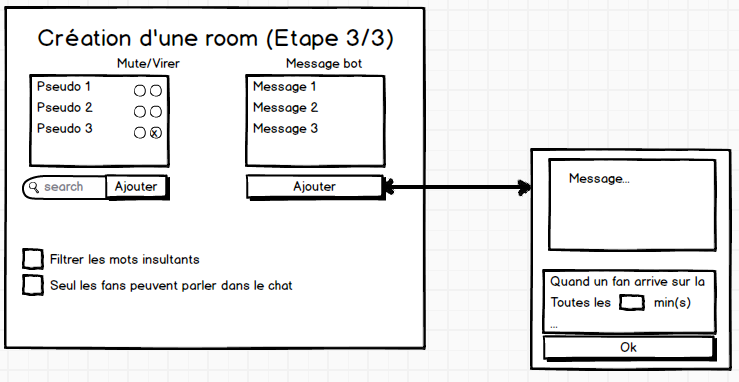 Création d'une room (Etape 3/3)
Mute/Virer
Pseudo 1
Pseudo 2
Pseudo 3
x
search
Ajouter
Message bot
Message 1
Message 2
Message 3
Ajouter
Filtrer les mots insultants
Seul les fans peuvent parler dans le chat
Message...
Quand un fan arrive sur la
Toutes les min(s)
...
Ok